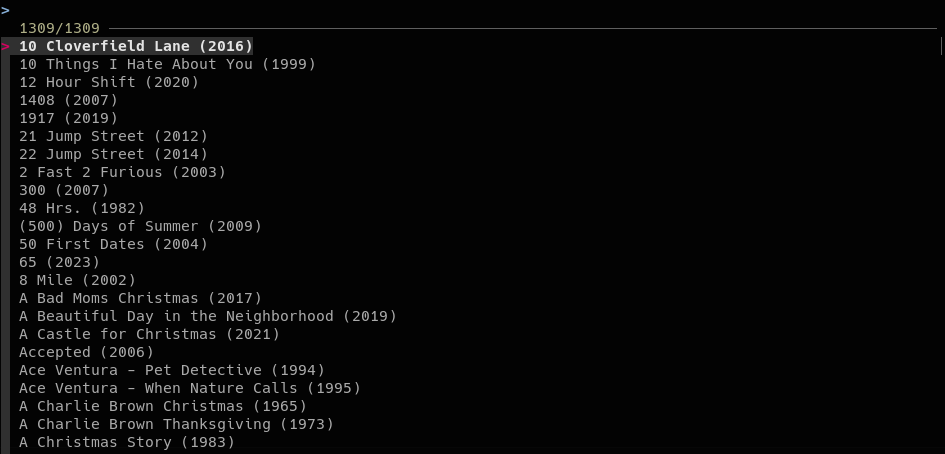 >
1309/1309
> 10 Cloverfield Lane (2016)
10 Things I Hate About You (1999)
12 Hour Shift (2020)
1408 (2007)
1917 (2019)
21 Jump Street (2012)
22 Jump Street (2014)
2 Fast 2 Furious (2003)
300 (2007)
48 Hrs. (1982)
(500) Days of Summer (2009)
50 First Dates (2004)
65 (2023)
8 Mile (2002)
A Bad Moms Christmas (2017)
A Beautiful Day in the Neighborhood (2019)
A Castle for Christmas (2021)
Accepted (2006)
Ace Ventura - Pet Detective (1994)
Ace Ventura - When Nature Calls (1995)
A Charlie Brown Christmas (1965)
A Charlie Brown Thanksgiving (1973)
A Christmas Story (1983)